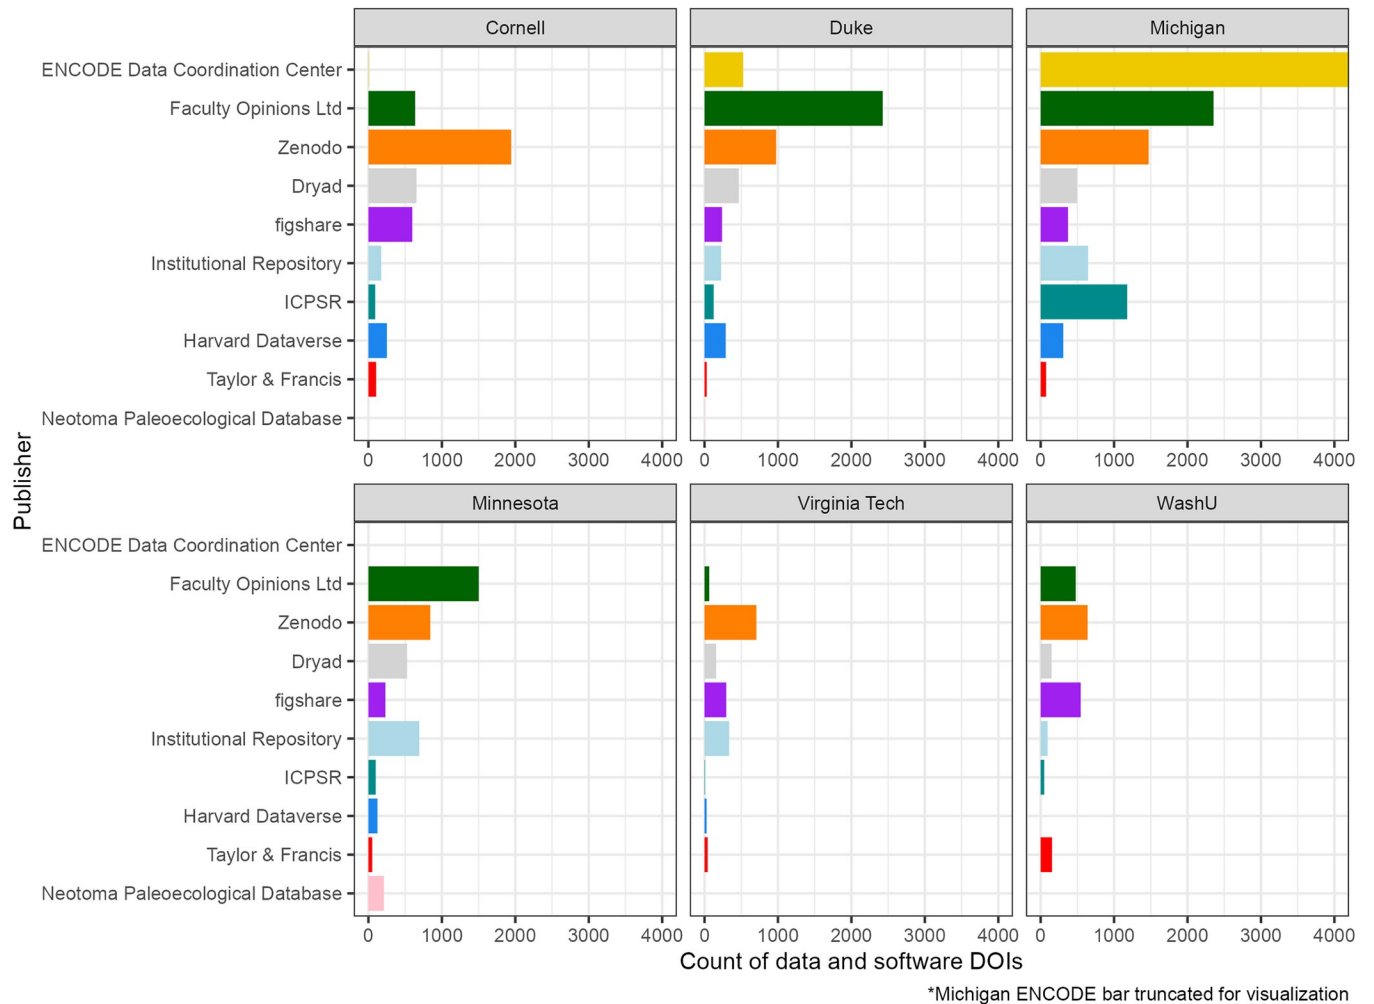 Cornell Duke Michigan
ENCODE Data Coordination Center
Faculty Opinions Ltd
Zenodo
Dryad
figshare
Institutional Repository
ICPSR
Harvard Dataverse
Taylor & Francis
Neotoma Paleoecological Database
0 1000 2000 3000 4000 0 1000 2000 3000 4000 0 1000 2000 3000 4000
Publisher
Minnesota Virginia Tech WashU
ENCODE Data Coordination Center
Faculty Opinions Ltd
Zenodo
Dryad
figshare
Institutional Repository
ICPSR
Harvard Dataverse
Taylor & Francis
Neotoma Paleoecological Database
0 1000 2000 3000 4000 0 1000 2000 3000 4000 0 1000 2000 3000 4000
Count of data and software DOIs
*Michigan ENCODE bar truncated for visualization